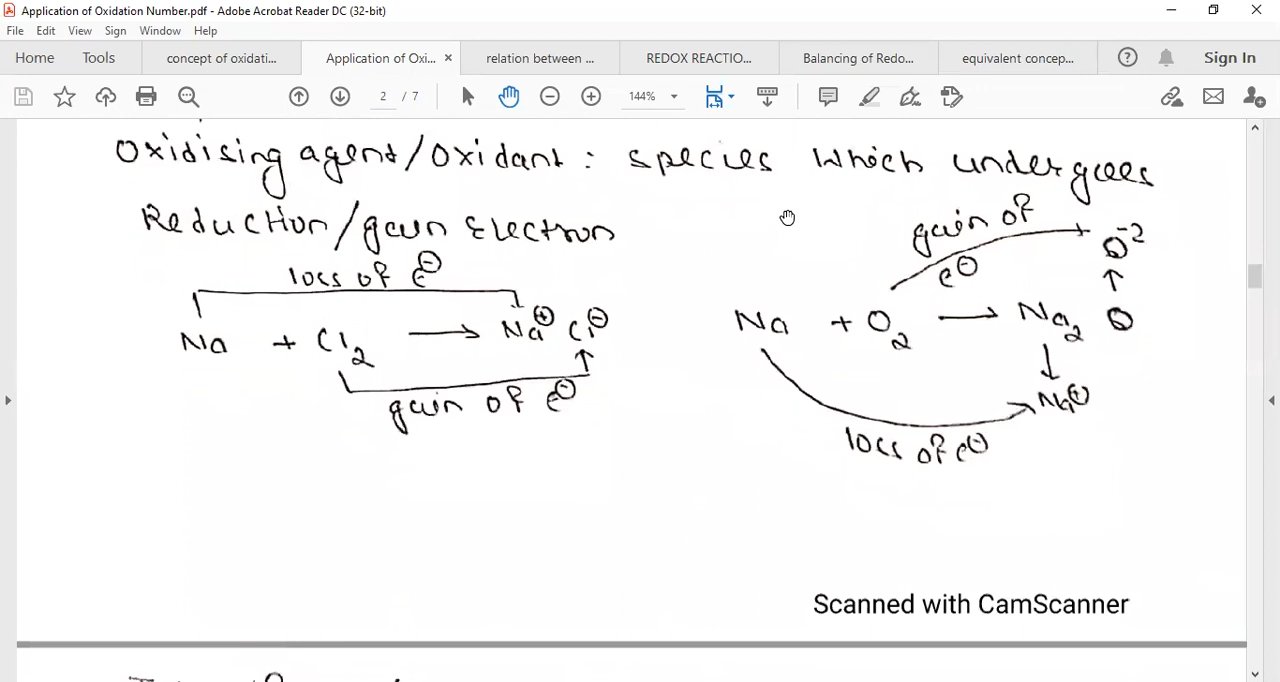 Application of Oxidation Number.pdf - Adobe Acrobat Reader DC (32-bit)
File Edit View Sign Window Help
Home Tools concept of oxidati... Application of Oxi... × relation between ... REDOX REACTIO... Balancing of Redo... equivalent concep... Sign In
2 / 7 144%
Oxidising agent/Oxidant : species which undergoes
Reduction/gain Electron
loss of e⊖
Na + Cl2 → Na⊕ Cl⊖
gain of e⊖
gain of e⊖
O-2
Na + O2 → Na2 O
Na⊕
loss of e⊖
Scanned with CamScanner